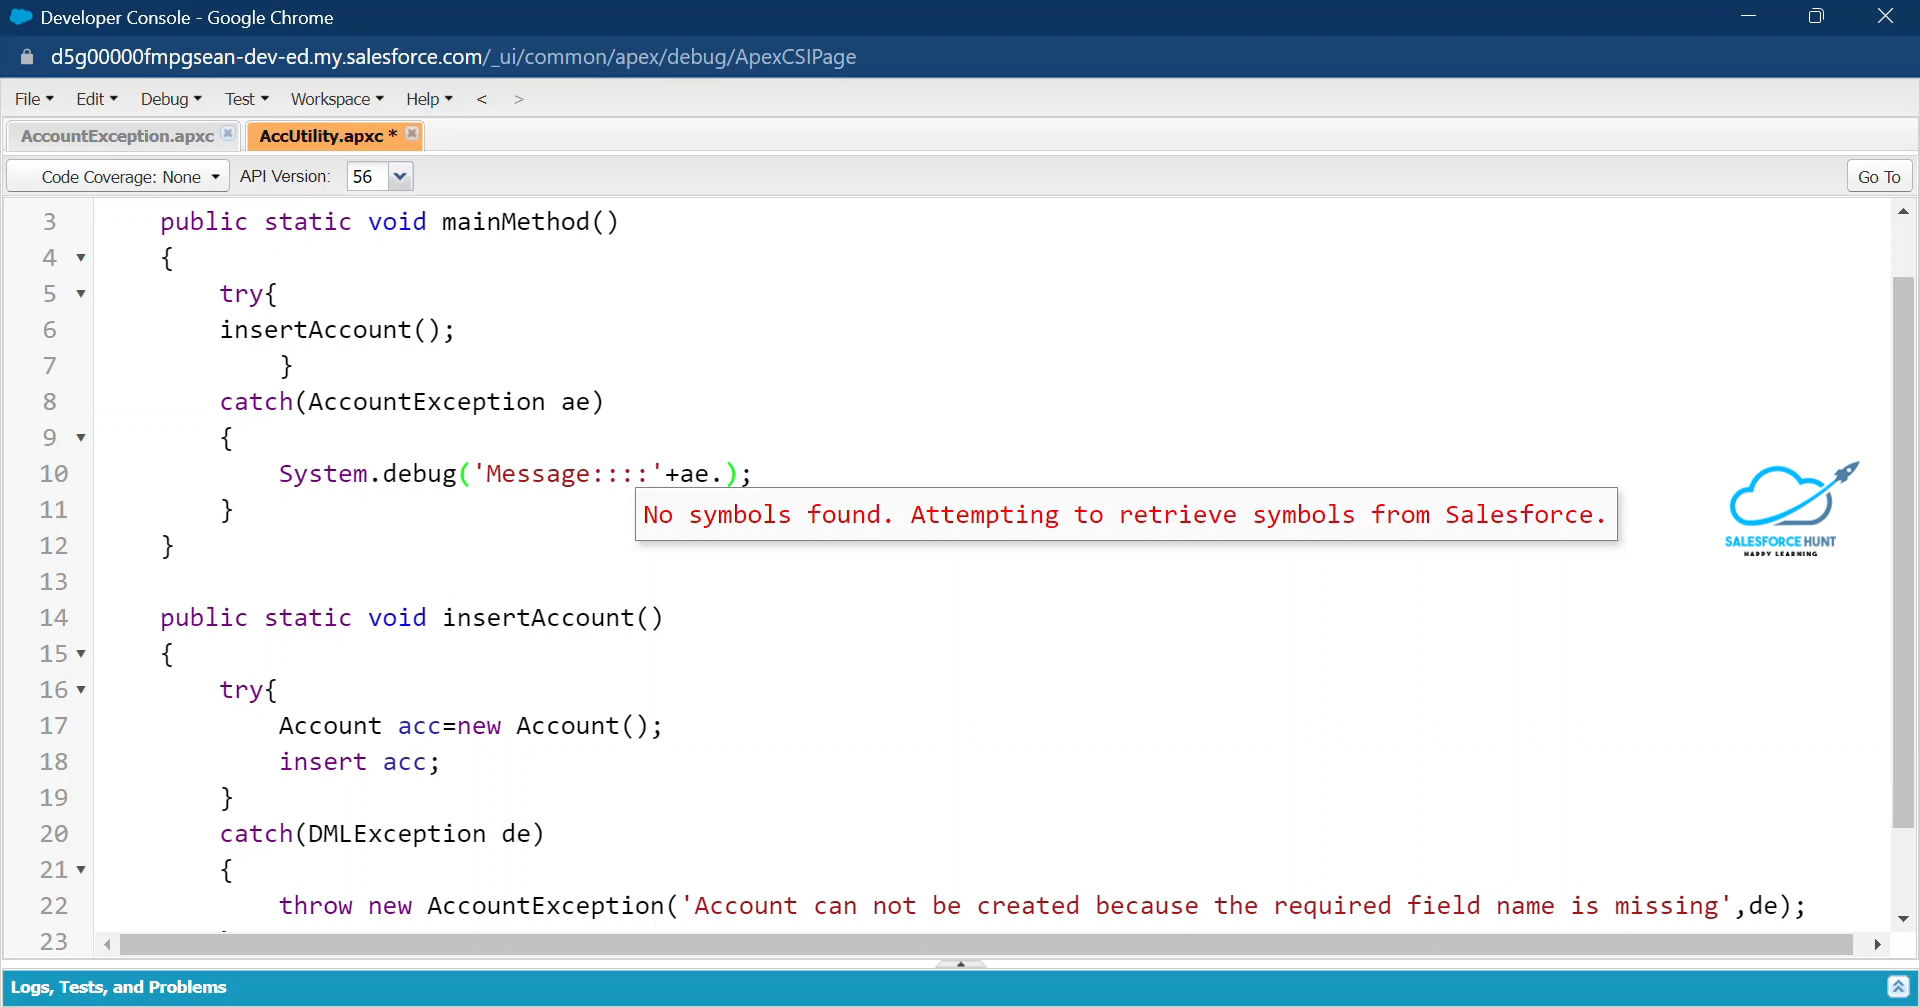 Developer Console - Google Chrome
d5g00000fmpgsean-dev-ed.my.salesforce.com/_ui/common/apex/debug/ApexCSIPage
File Edit Debug Test Workspace Help < >
AccountException.apxc AccUtility.apxc *
Code Coverage: None API Version: 56 Go To
3 public static void mainMethod()
4 {
5 try{
6 insertAccount();
7 }
8 catch(AccountException ae)
9 {
10 System.debug('Message::::'+ae.);
No symbols found. Attempting to retrieve symbols from Salesforce.
11 }
12 }
13
14 public static void insertAccount()
15 {
16 try{
17 Account acc=new Account();
18 insert acc;
19 }
20 catch(DMLException de)
21 {
22 throw new AccountException('Account can not be created because the required field name is missing',de);
23
SALESFORCE HUNT
HAPPY LEARNING
Logs, Tests, and Problems